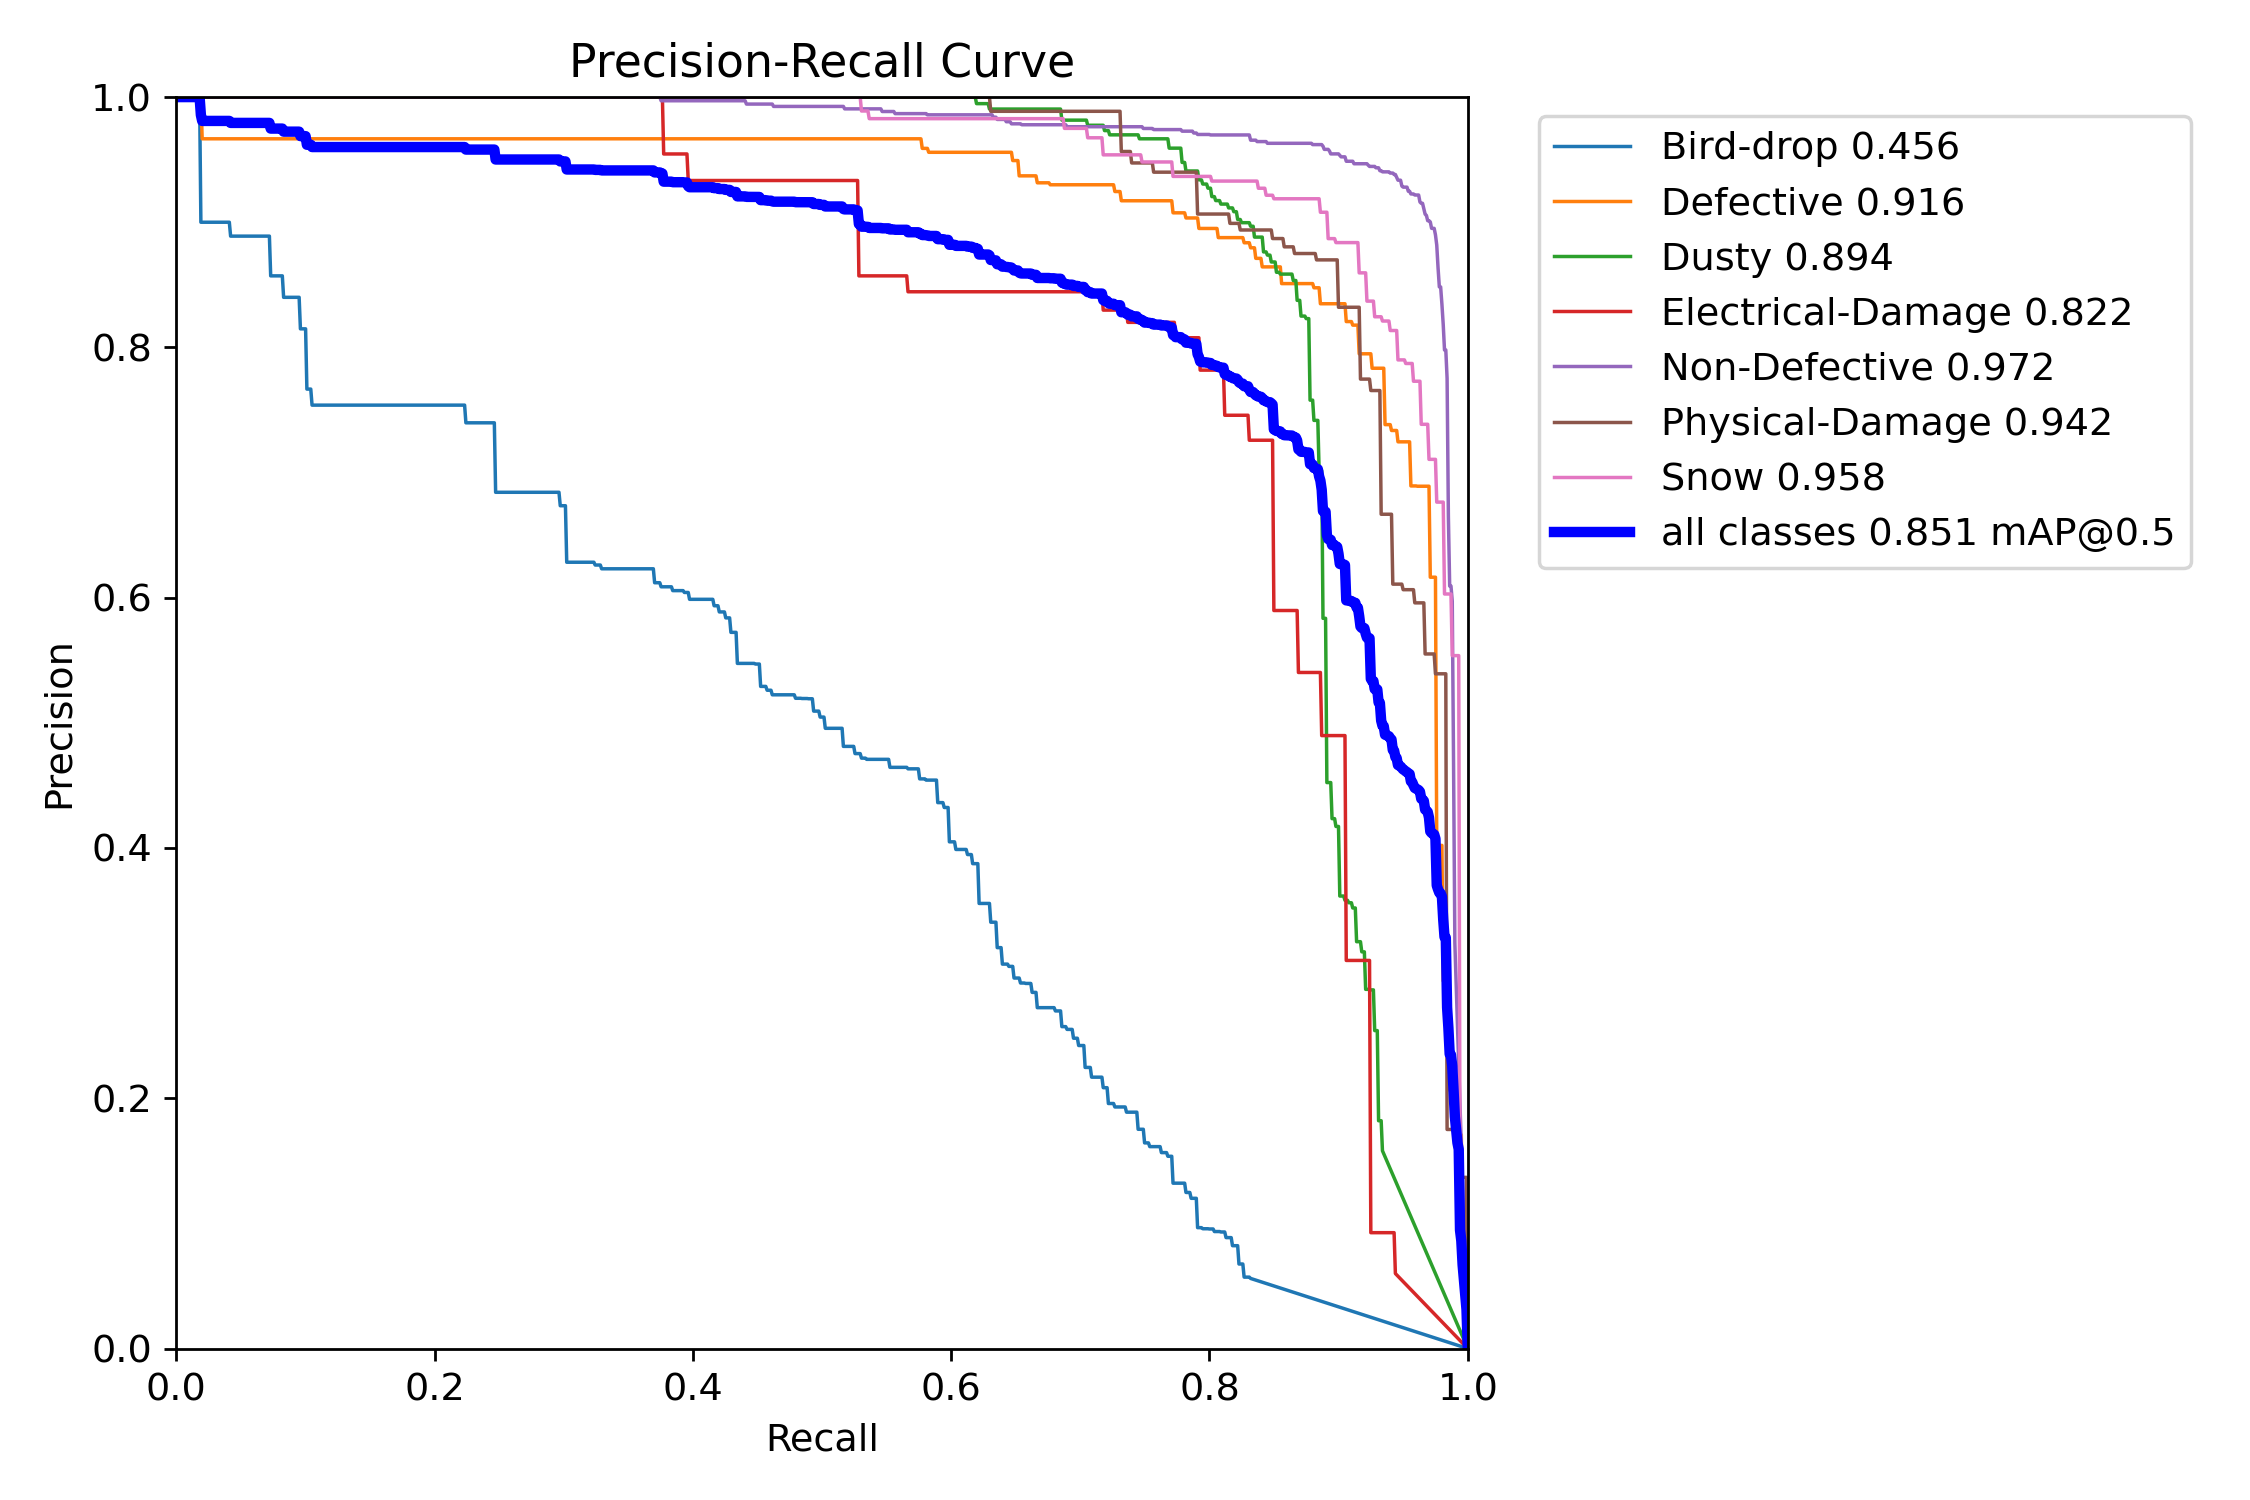 Precision-Recall Curve
1.0
0.8
0.6
0.4
0.2
0.0
Precision
0.0 0.2 0.4 0.6 0.8 1.0
Recall
Bird-drop 0.456
Defective 0.916
Dusty 0.894
Electrical-Damage 0.822
Non-Defective 0.972
Physical-Damage 0.942
Snow 0.958
all classes 0.851 mAP@0.5